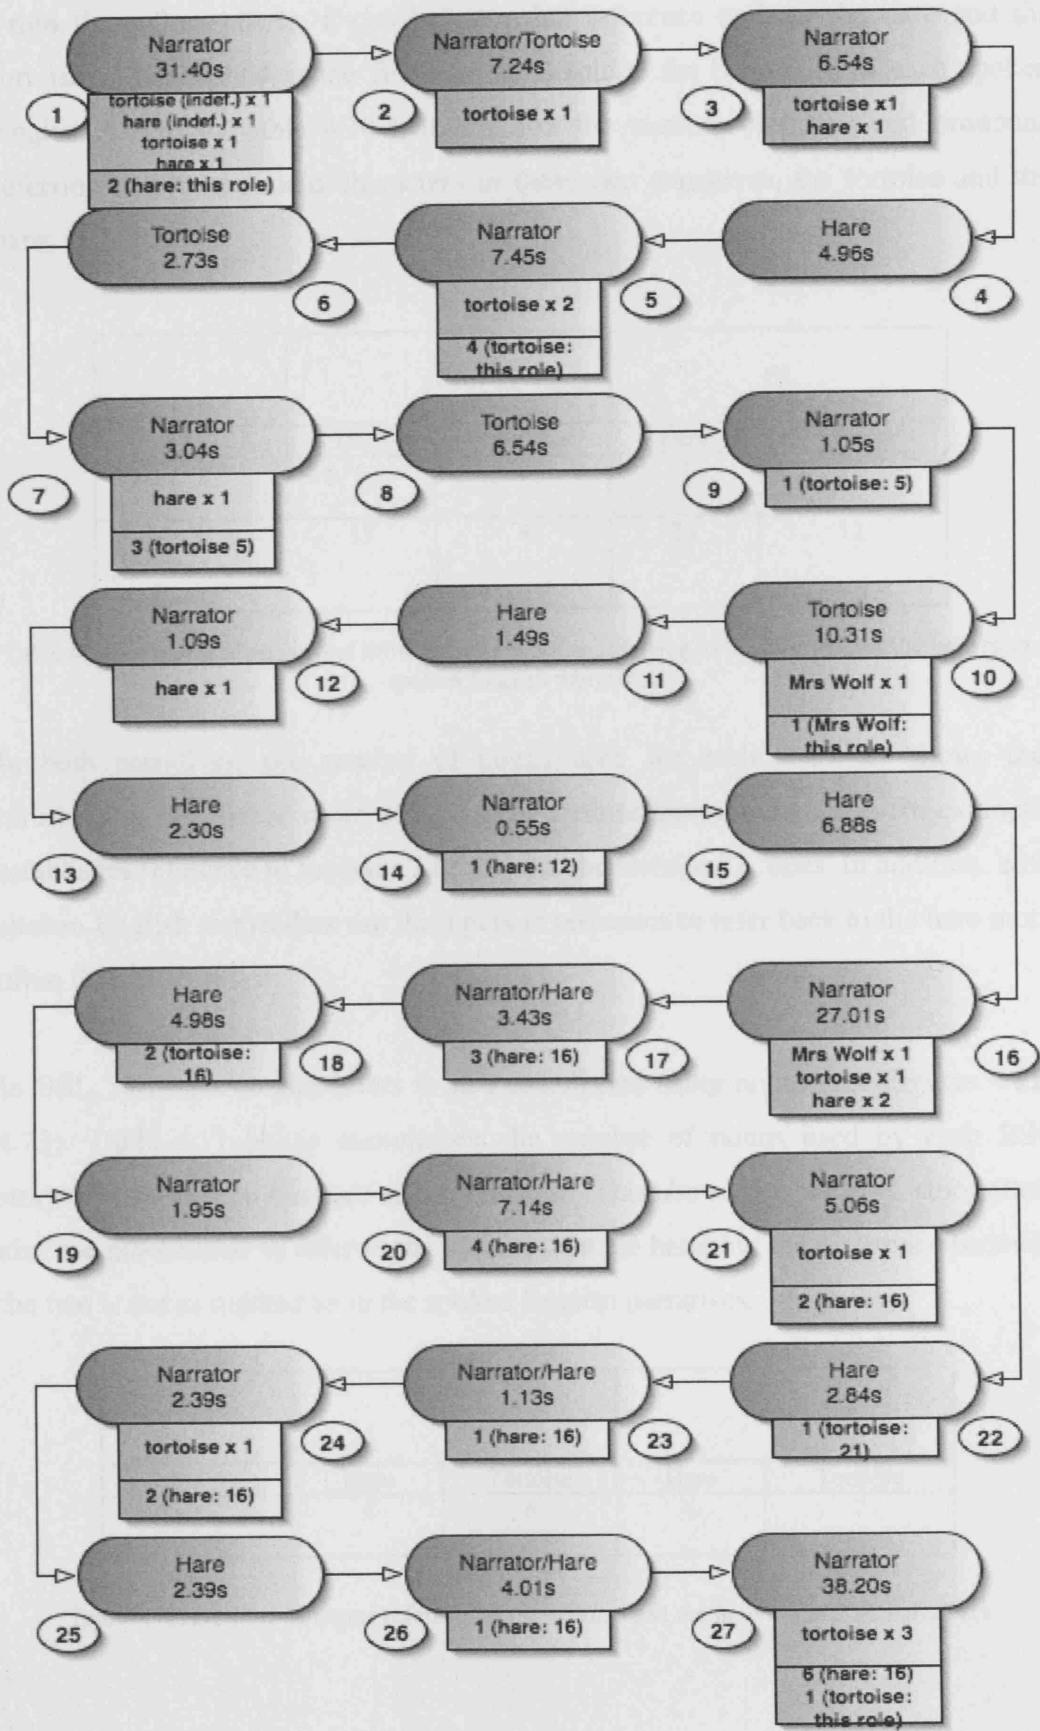 Narrator
31.40s
1
tortoise (indef.) x 1
hare (indef.) x 1
tortoise x 1
hare x 1
2 (hare: this role)
Narrator/Tortoise
7.24s
2
tortoise x 1
Narrator
6.54s
3
tortoise x1
hare x 1
Hare
4.96s
4
Narrator
7.45s
5
tortoise x 2
4 (tortoise:
this role)
Tortoise
2.73s
6
Narrator
3.04s
7
hare x 1
3 (tortoise 5)
Tortoise
6.54s
8
Narrator
1.05s
9
1 (tortoise: 5)
Tortoise
10.31s
10
Mrs Wolf x 1
1 (Mrs Wolf:
this role)
Hare
1.49s
11
Narrator
1.09s
12
hare x 1
Hare
2.30s
13
Narrator
0.55s
14
1 (hare: 12)
Hare
6.88s
15
Narrator
27.01s
16
Mrs Wolf x 1
tortoise x 1
hare x 2
Narrator/Hare
3.43s
17
3 (hare: 16)
Hare
4.98s
18
2 (tortoise:
16)
Narrator
1.95s
19
Narrator/Hare
7.14s
20
4 (hare: 16)
Narrator
5.06s
21
tortoise x 1
2 (hare: 16)
Hare
2.84s
22
1 (tortoise:
21)
Narrator/Hare
1.13s
23
1 (hare: 16)
Narrator
2.39s
24
tortoise x 1
2 (hare: 16)
Hare
2.39s
25
Narrator/Hare
4.01s
26
1 (hare: 16)
Narrator
38.20s
27
tortoise x 3
6 (hare: 16)
1 (tortoise:
this role)